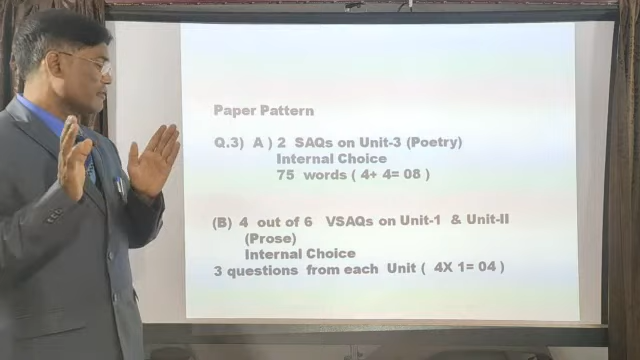 Paper Pattern
Q.3) A ) 2 SAQs on Unit-3 (Poetry)
Internal Choice
75 words ( 4+ 4= 08 )
(B) 4 out of 6 VSAQs on Unit-1 & Unit-II
(Prose)
Internal Choice
3 questions from each Unit ( 4X 1= 04 )